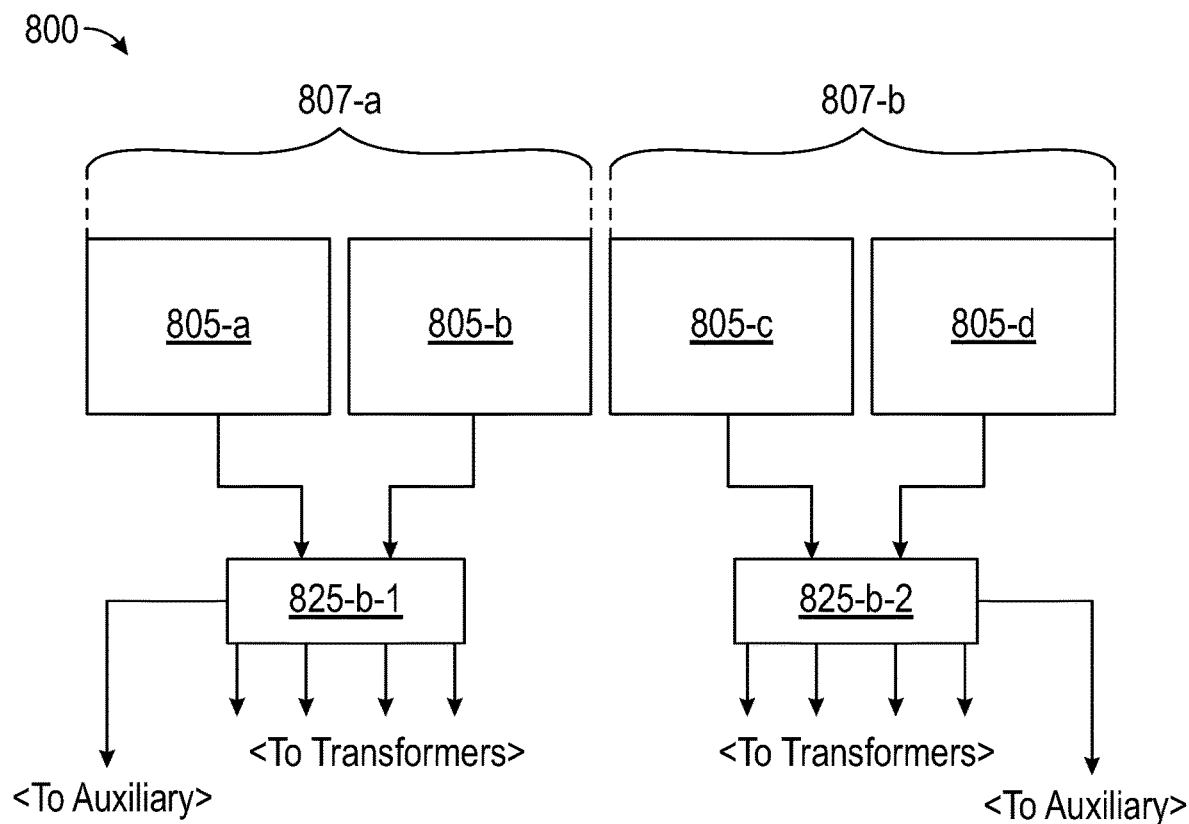 800
807-a 807-b
805-a 805-b 805-c 805-d
825-b-1 825-b-2
<To Transformers> <To Transformers>
<To Auxiliary> <To Auxiliary>